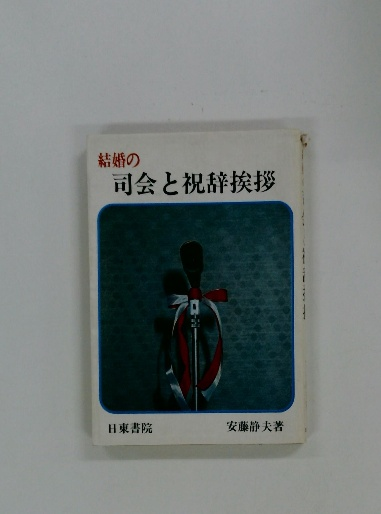 結婚の
司会と祝辞挨拶
日東書院
安藤静夫著